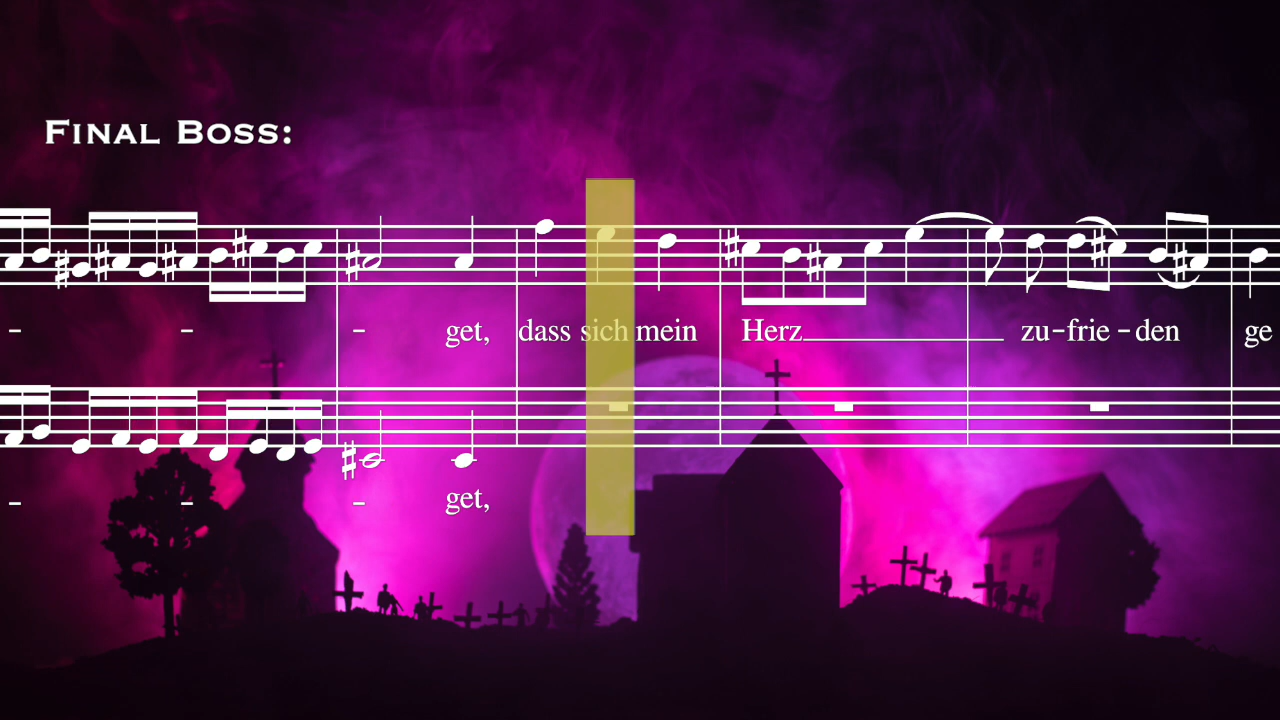 FINAL BOSS:
- - - get, dass sich mein Herz zu-frie-den ge
- - - get,